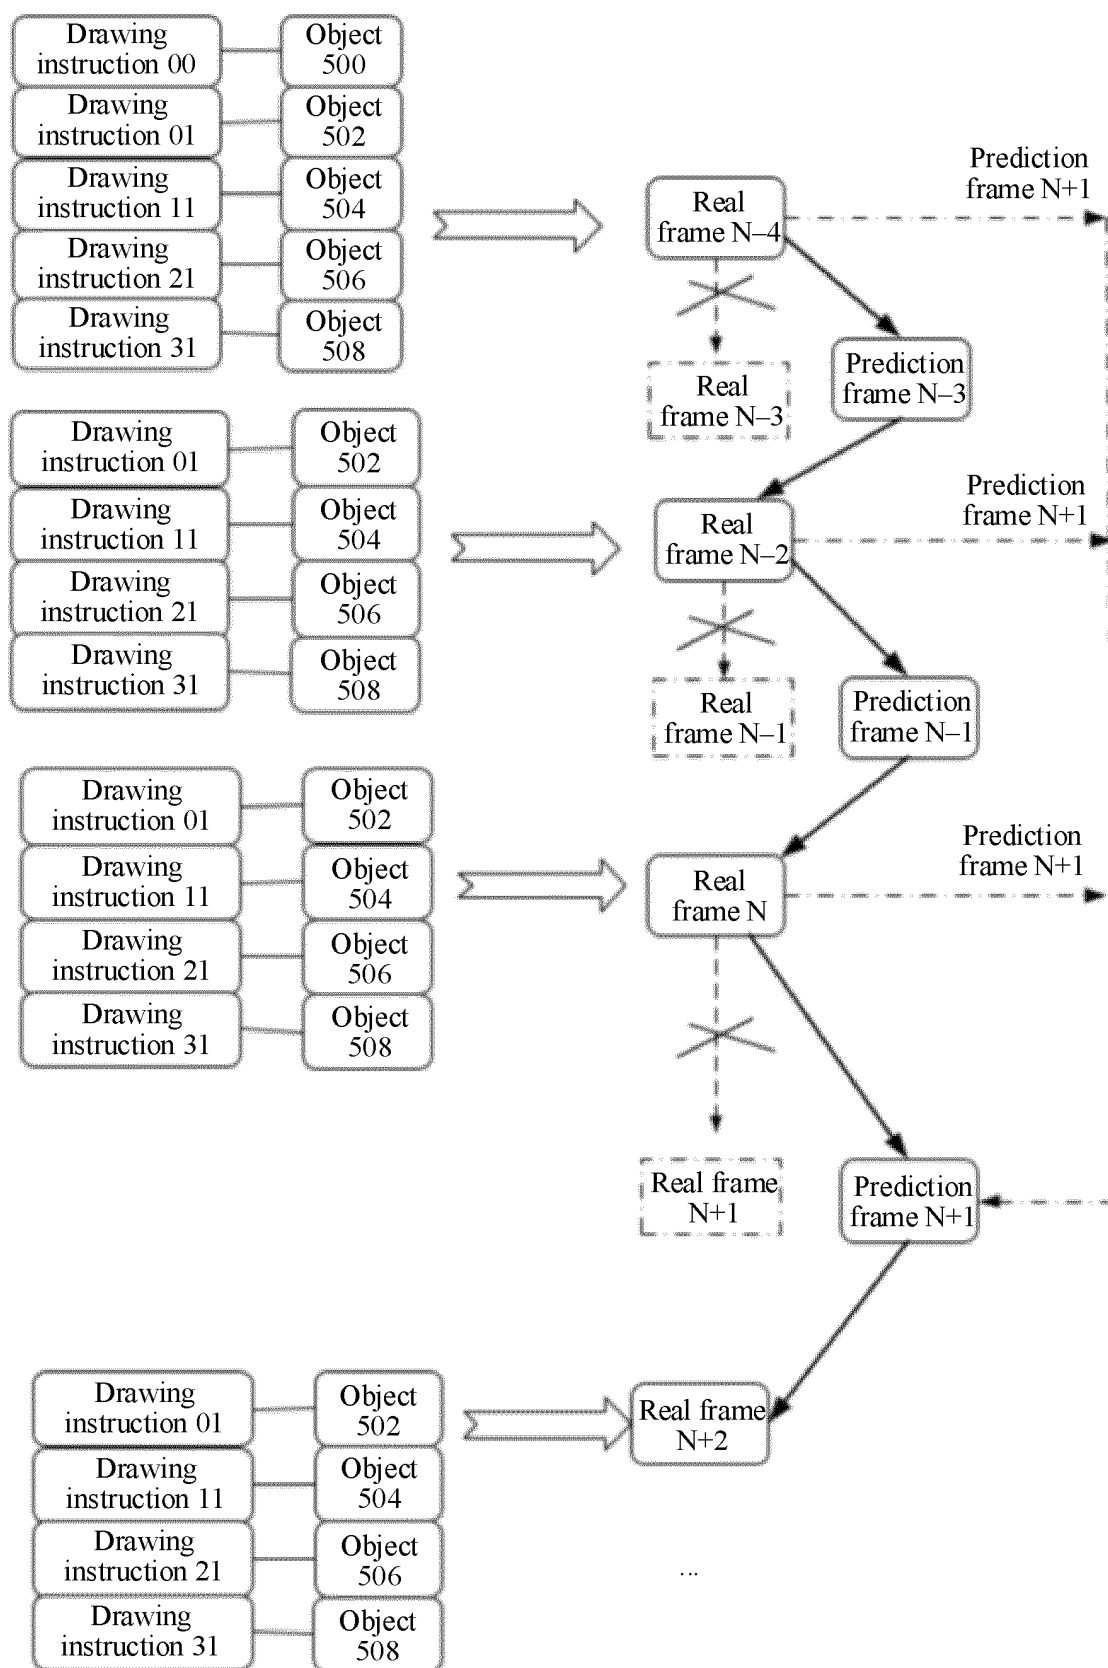 Drawing
instruction 00
Object
500
Drawing
instruction 01
Object
502
Drawing
instruction 11
Object
504
Drawing
instruction 21
Object
506
Drawing
instruction 31
Object
508
Real
frame N–4
Prediction
frame N+1
Real
frame N–3
Prediction
frame N–3
Drawing
instruction 01
Object
502
Drawing
instruction 11
Object
504
Drawing
instruction 21
Object
506
Drawing
instruction 31
Object
508
Real
frame N–2
Prediction
frame N+1
Real
frame N–1
Prediction
frame N–1
Drawing
instruction 01
Object
502
Drawing
instruction 11
Object
504
Drawing
instruction 21
Object
506
Drawing
instruction 31
Object
508
Real
frame N
Prediction
frame N+1
Real frame
N+1
Prediction
frame N+1
Drawing
instruction 01
Object
502
Drawing
instruction 11
Object
504
Drawing
instruction 21
Object
506
Drawing
instruction 31
Object
508
Real frame
N+2
...